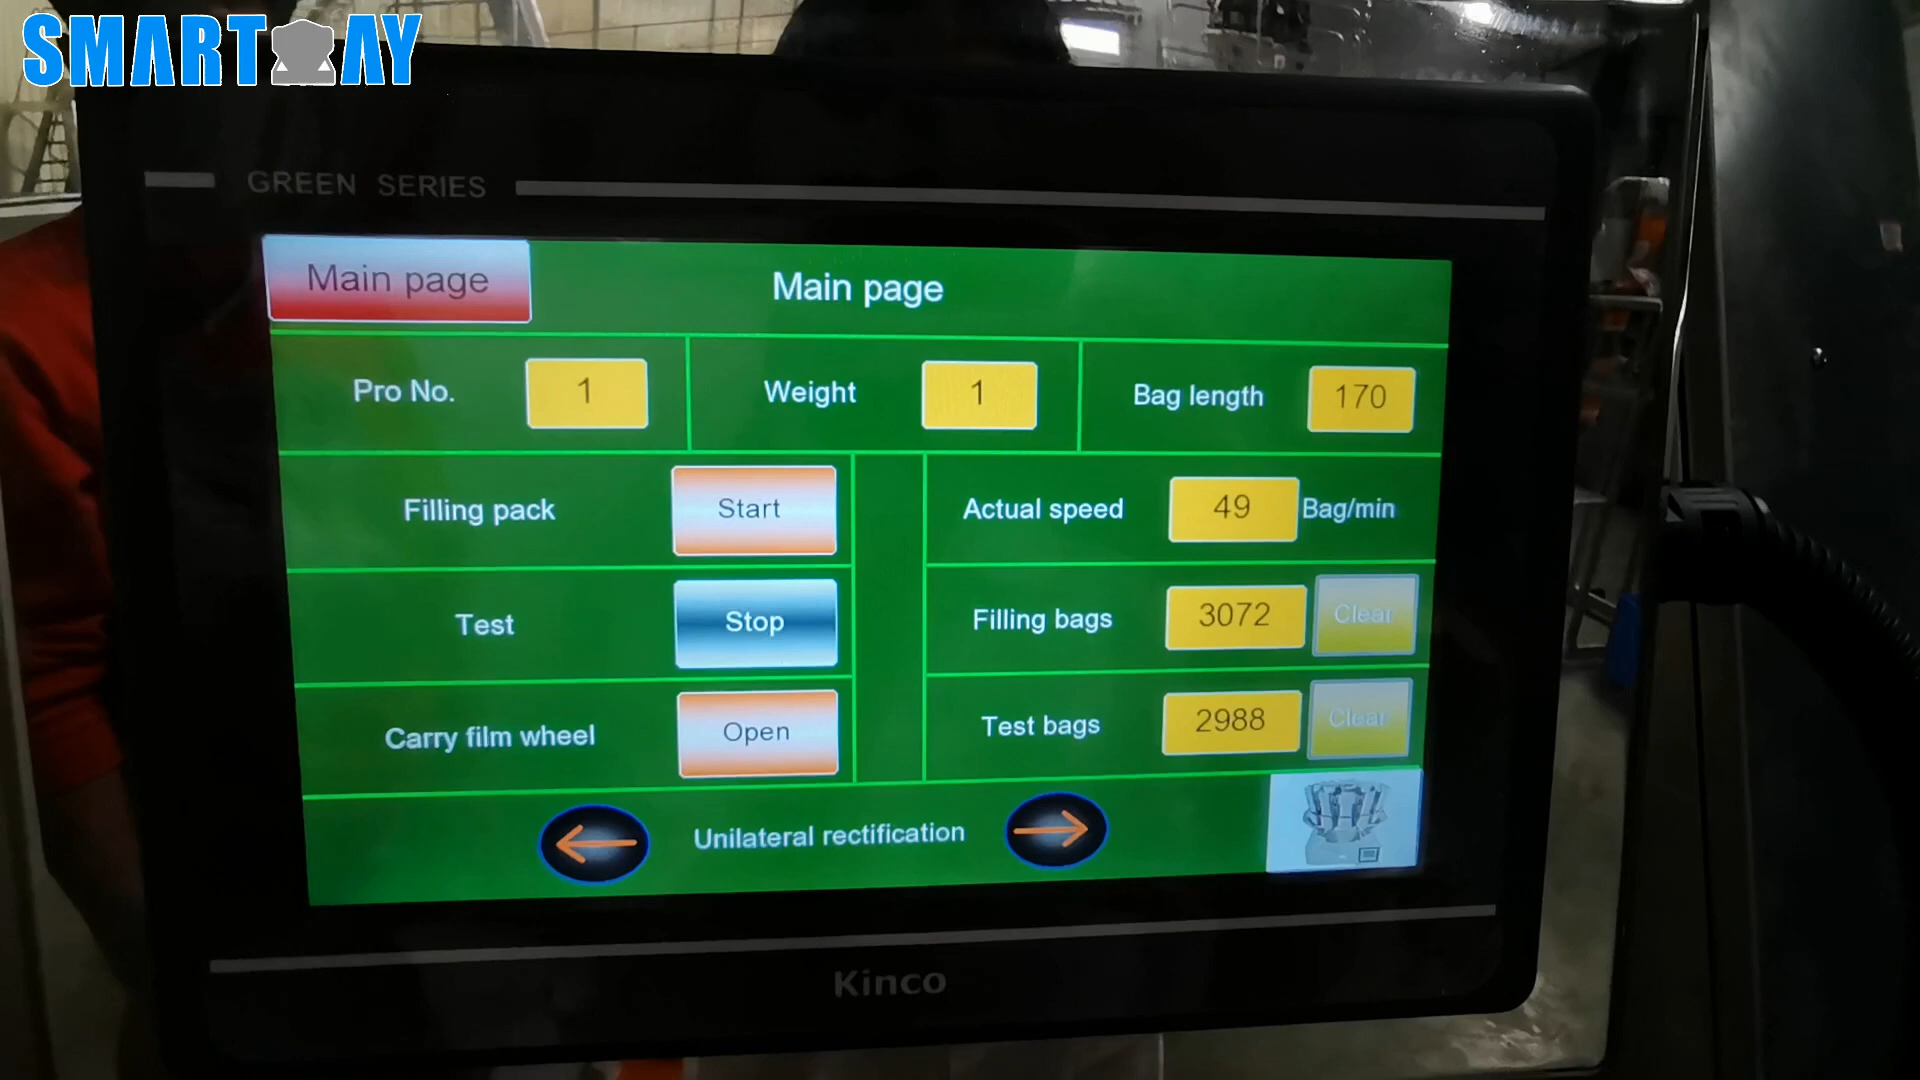 SMART AY
GREEN SERIES
Main page
Main page
Pro No. 1
Weight 1
Bag length 170
Filling pack Start
Actual speed 49 Bag/min
Test Stop
Filling bags 3072 Clear
Carry film wheel Open
Test bags 2988 Clear
Unilateral rectification
Kinco